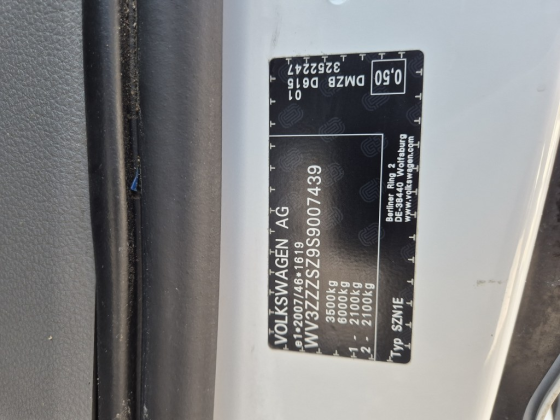 VOLKSWAGEN AG
e1*2007/46*1619
WV3ZZZSZ9S9007439
3500kg
6000kg
1 - 2100kg
2 - 2100kg
Typ SZN1E
Berliner Ring 2
DE-38440 Wolfsburg
www.volkswagen.com
01
3252247
DMZB D615
0,50